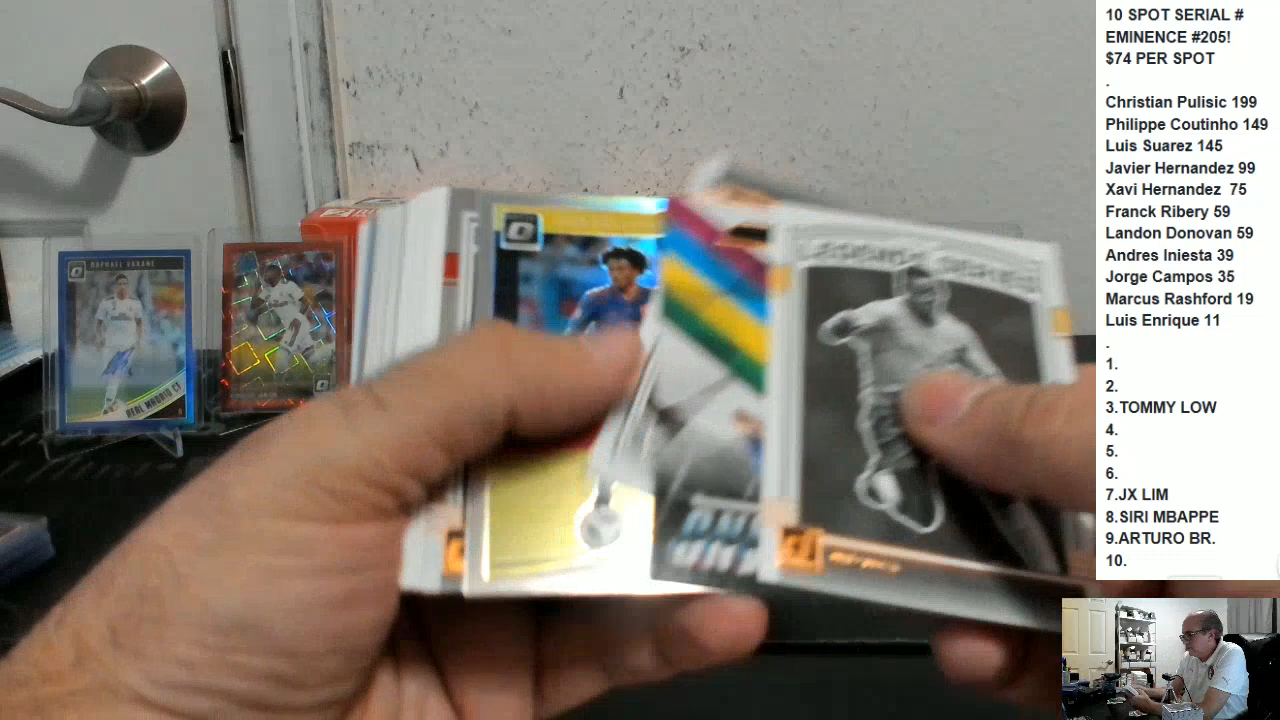 10 SPOT SERIAL #
EMINENCE #205!
$74 PER SPOT
.
Christian Pulisic 199
Philippe Coutinho 149
Luis Suarez 145
Javier Hernandez 99
Xavi Hernandez  75
Franck Ribery 59
Landon Donovan 59
Andres Iniesta 39
Jorge Campos 35
Marcus Rashford 19
Luis Enrique 11
.
1.
2.
3.TOMMY LOW
4.
5.
6.
7.JX LIM
8.SIRI MBAPPE
9.ARTURO BR.
10.
RAPHAEL VARANE
REAL MADRID CF